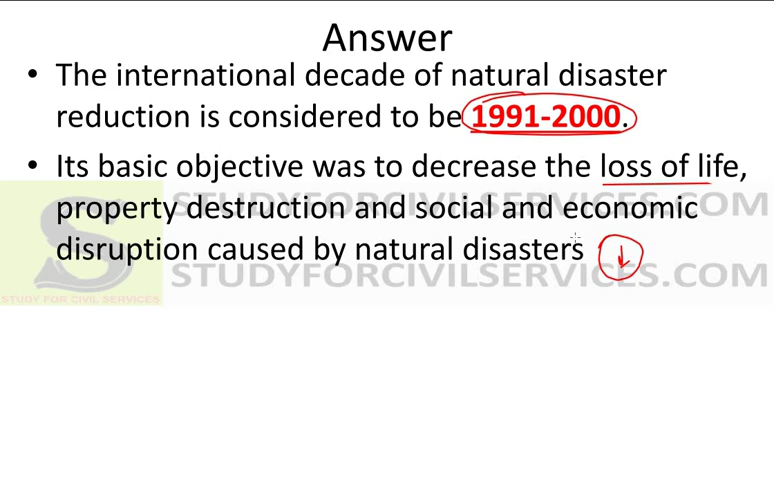 Answer
• The international decade of natural disaster
reduction is considered to be 1991-2000.
• Its basic objective was to decrease the loss of life,
STUDYFORCIVILSERVICES.COM
property destruction and social and economic
disruption caused by natural disasters
STUDYFORCIVILSERVICES.COM
S
STUDY FOR CIVIL SERVICES